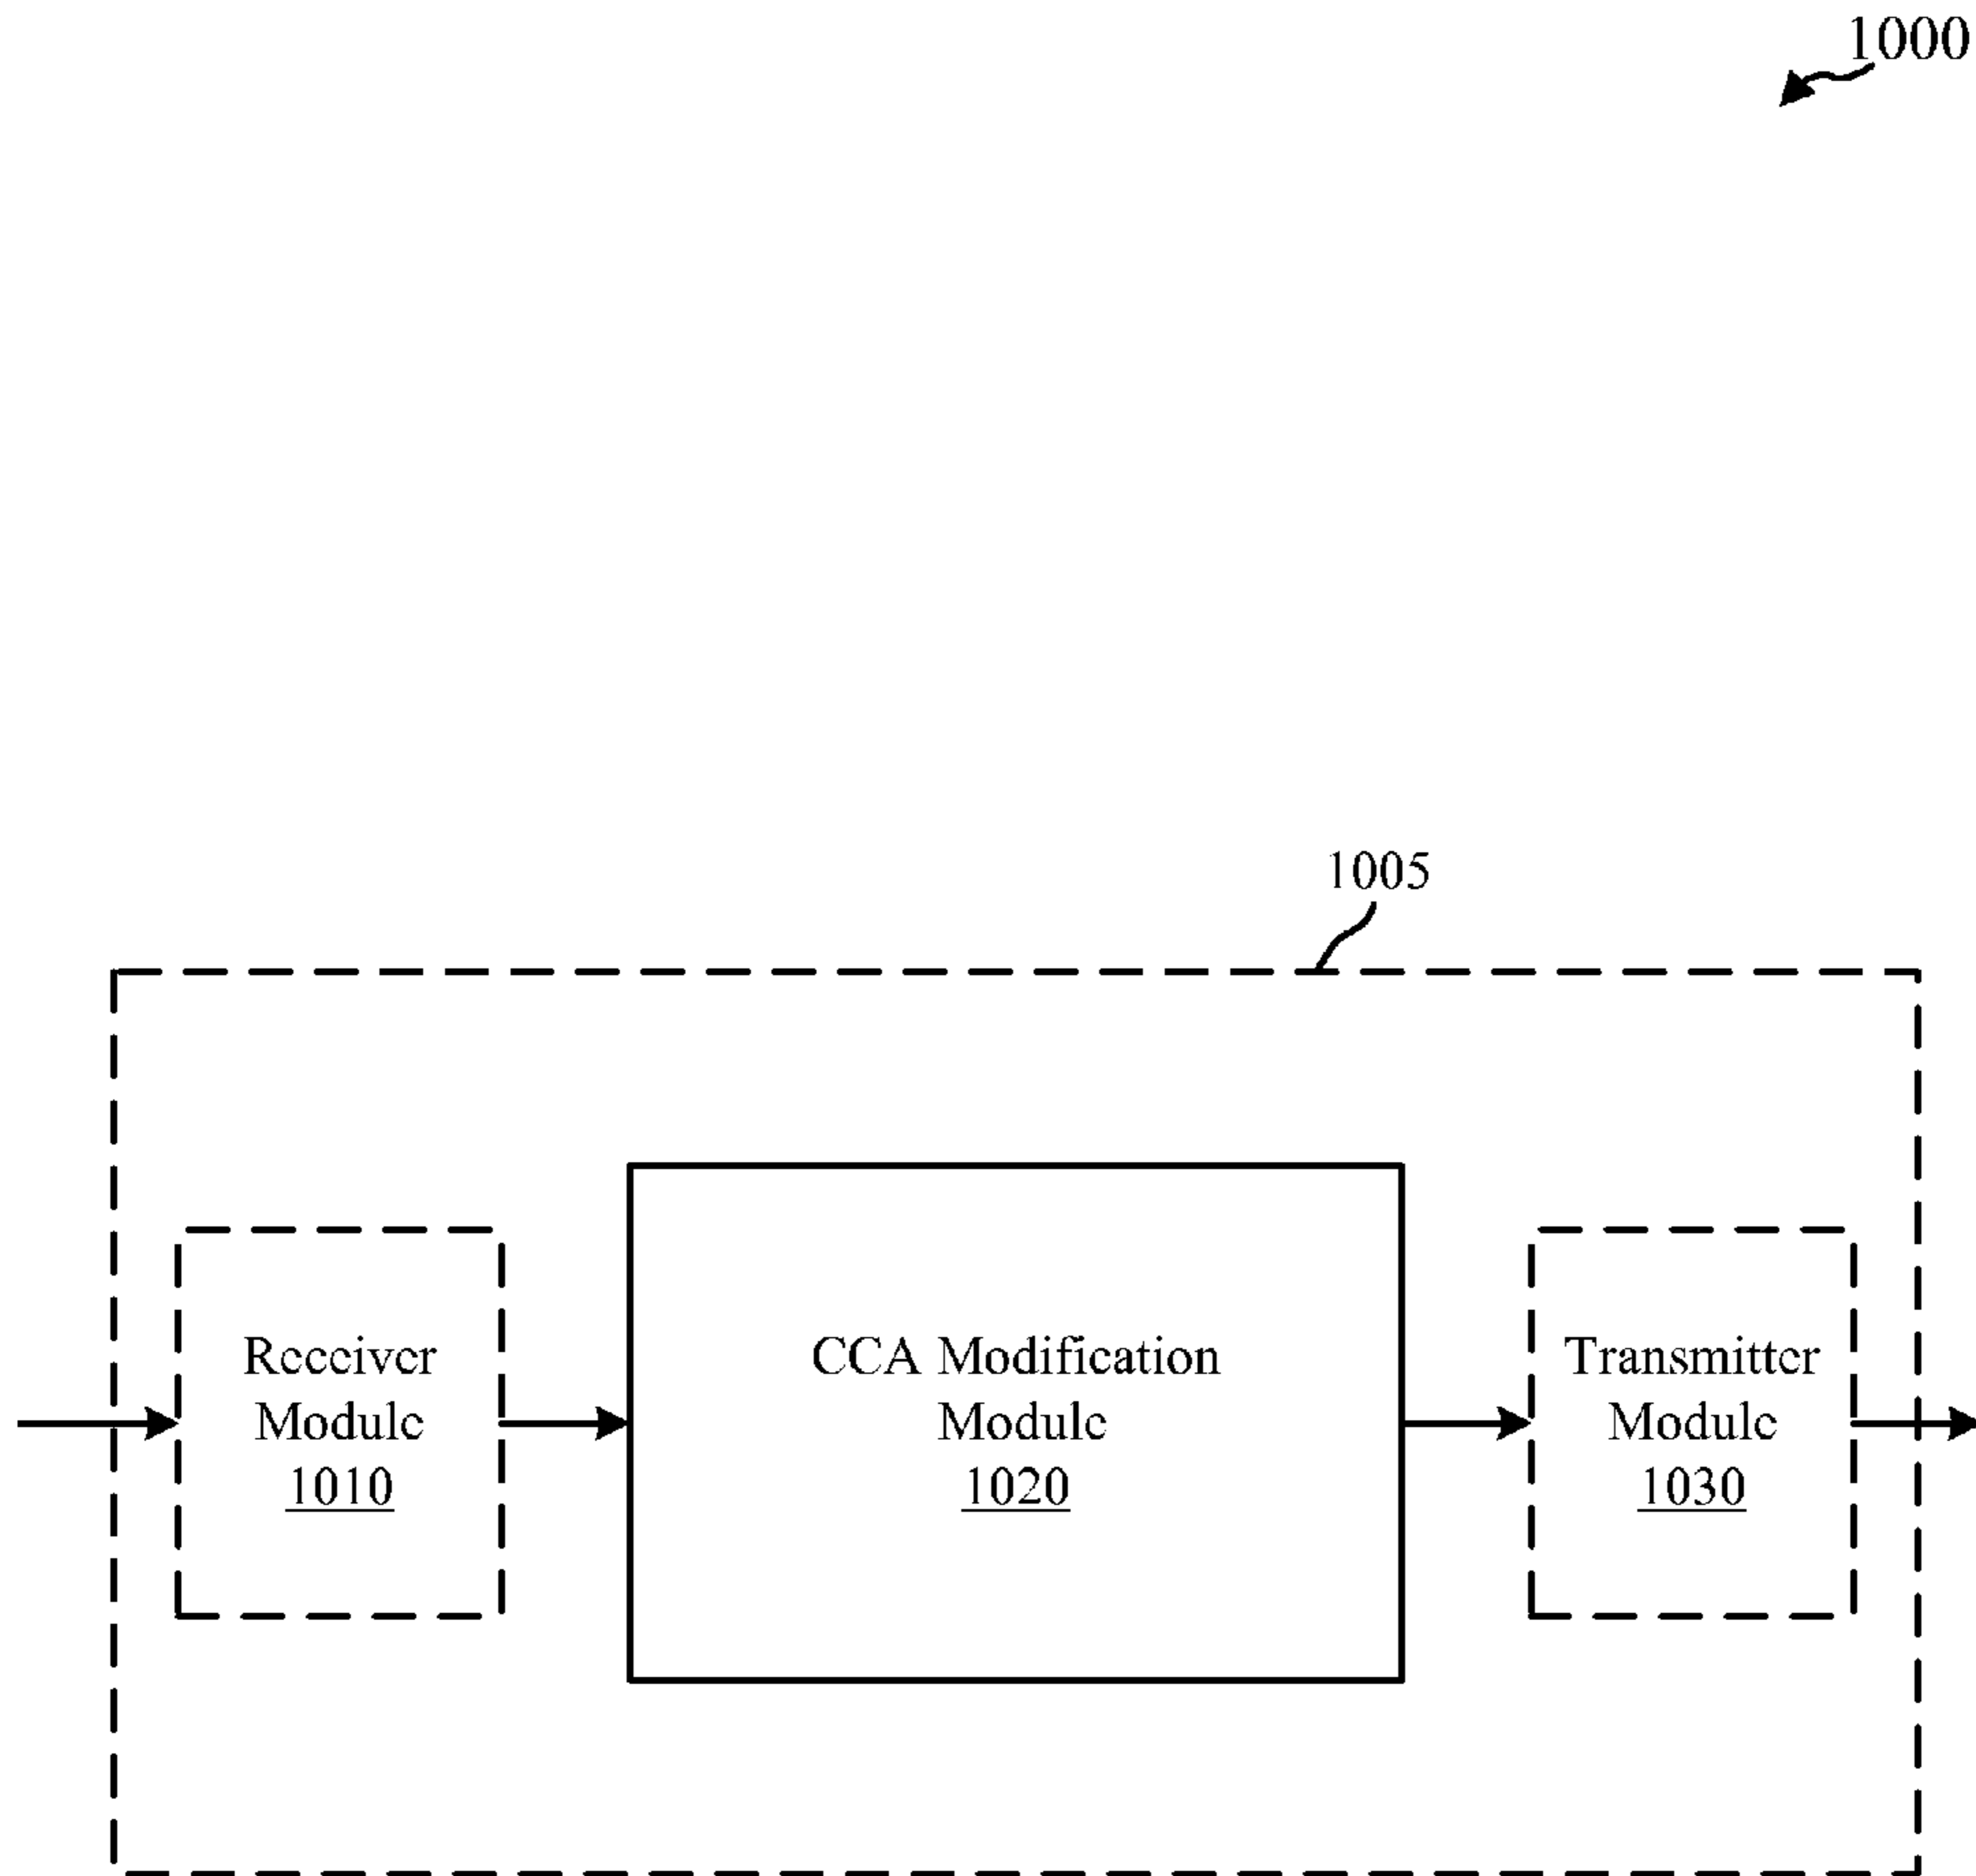 1000
1005
Receiver
Module
1010
CCA Modification
Module
1020
Transmitter
Module
1030